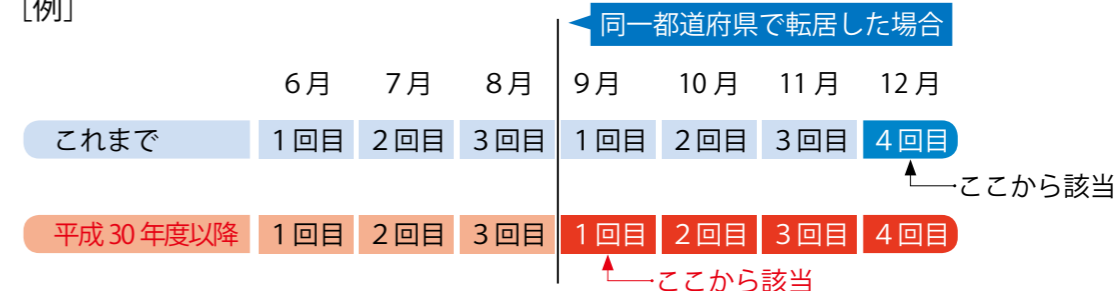 ［例］
同一都道府県で転居した場合
6月 7月 8月 9月 10月 11月 12月
これまで 1回目 2回目 3回目 1回目 2回目 3回目 4回目
ここから該当
平成30年度以降 1回目 2回目 3回目 1回目 2回目 3回目 4回目
ここから該当